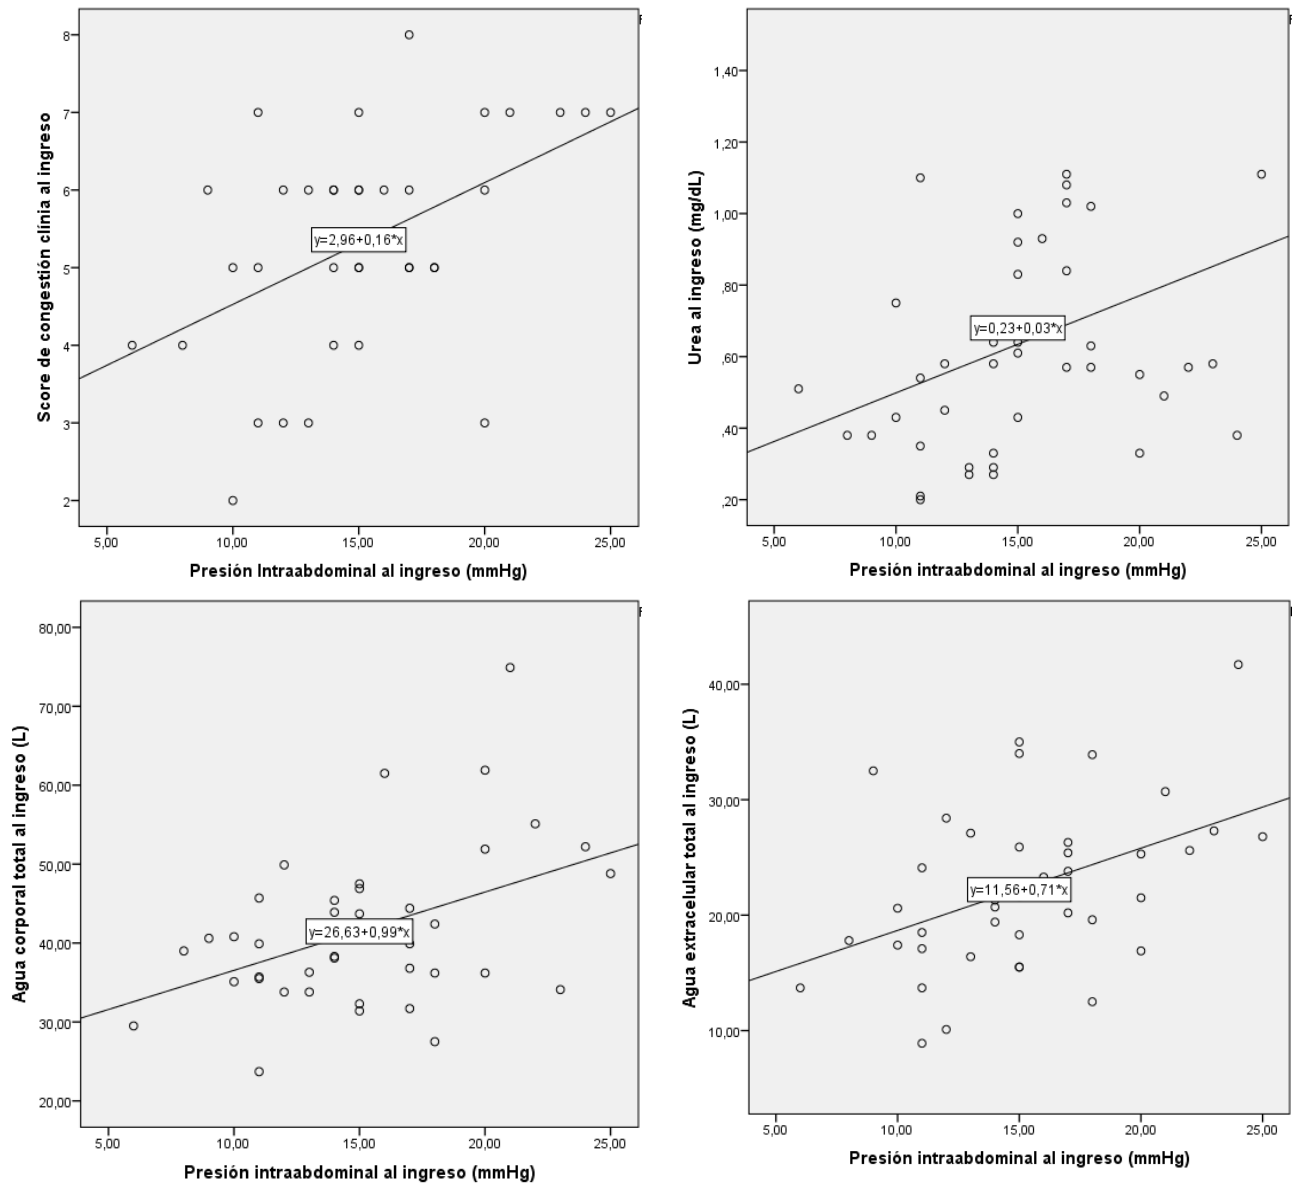 8
7
6
5
4
3
2
Score de congestión clínia al ingreso
y=2,96+0,16*x
5,00 10,00 15,00 20,00 25,00
Presión Intraabdominal al ingreso (mmHg)
1,40
1,20
1,00
,80
,60
,40
,20
Urea al ingreso (mg/dL)
y=0,23+0,03*x
5,00 10,00 15,00 20,00 25,00
Presión intraabdominal al ingreso (mmHg)
80,00
70,00
60,00
50,00
40,00
30,00
20,00
Agua corporal total al ingreso (L)
y=26,63+0,99*x
5,00 10,00 15,00 20,00 25,00
Presión intraabdominal al ingreso (mmHg)
40,00
30,00
20,00
10,00
Agua extracelular total al ingreso (L)
y=11,56+0,71*x
5,00 10,00 15,00 20,00 25,00
Presión intraabdominal al ingreso (mmHg)